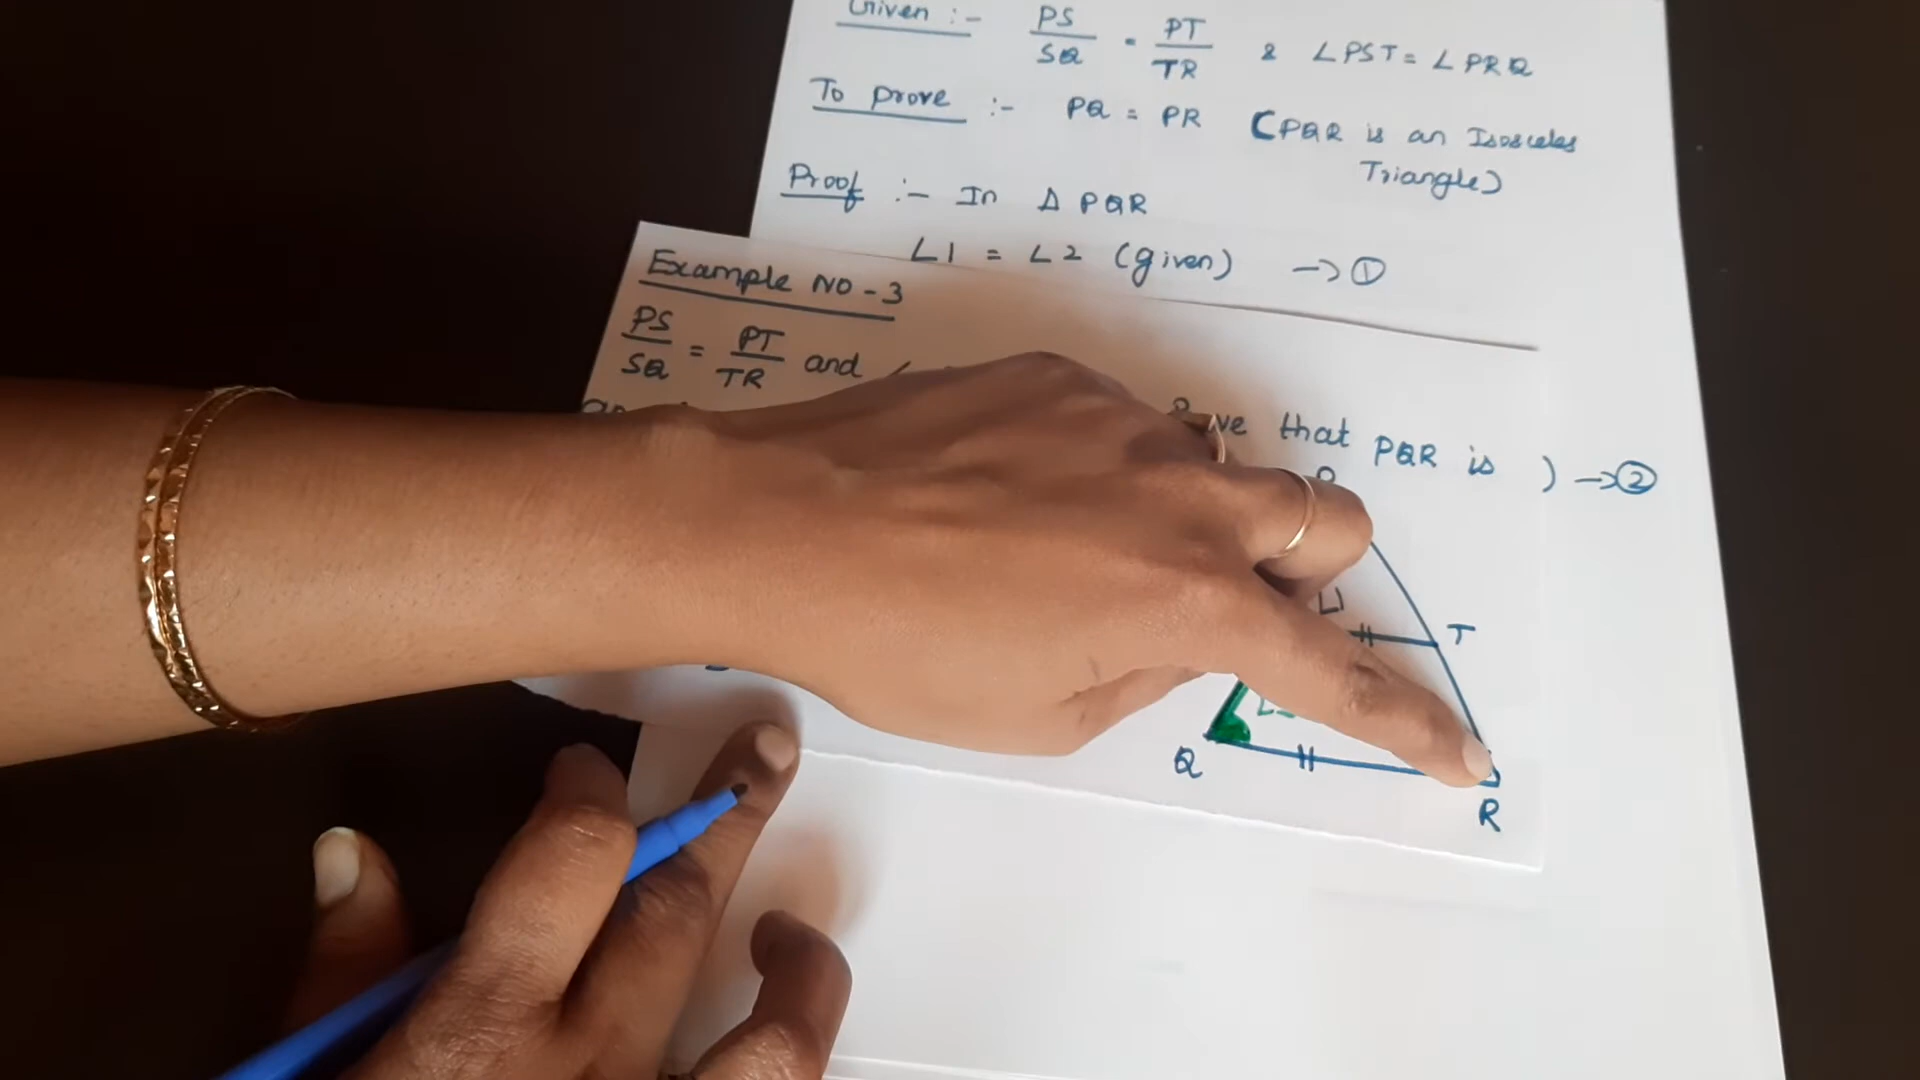 Given :- PS/SQ = PT/TR & ∠PST = ∠PRQ
To prove :- PQ = PR (PQR is an Isosceles
Triangle)
Proof :- In Δ PQR
∠1 = ∠2 (given) → ①
Example NO - 3
PS/SQ = PT/TR and
that PQR is ) → ②
T
Q
R